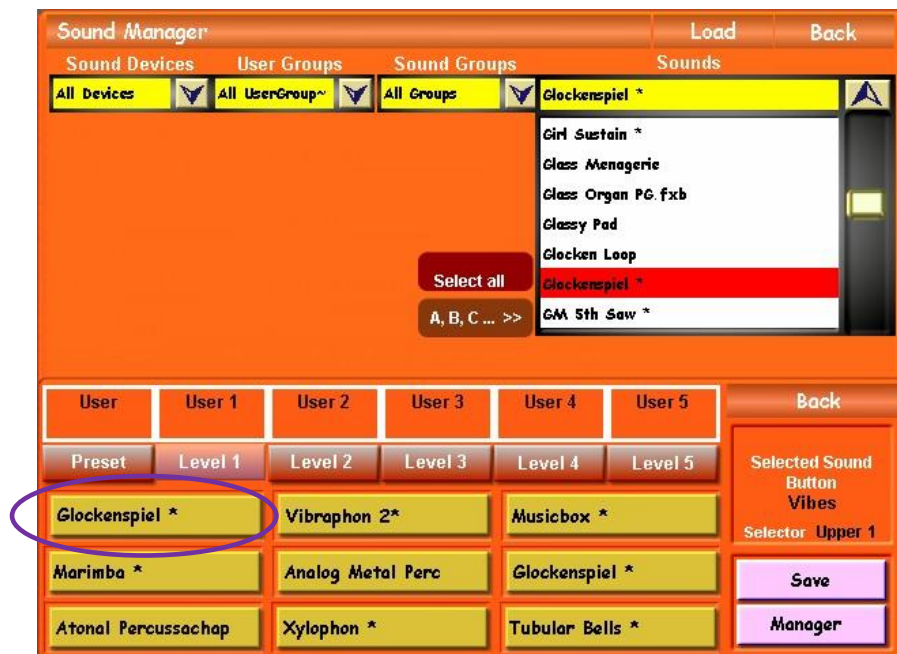 Sound Manager Load Back
Sound Devices User Groups Sound Groups Sounds
All Devices All UserGroup~ All Groups Glockenspiel *
Girl Sustain *
Glass Menagerie
Glass Organ PG.fxb
Glassy Pad
Glocken Loop
Select all Glockenspiel *
A, B, C ... >> GM 5th Saw *
User User 1 User 2 User 3 User 4 User 5 Back
Preset Level 1 Level 2 Level 3 Level 4 Level 5
Selected Sound
Button
Vibes
Selector Upper 1
Glockenspiel * Vibraphon 2* Musicbox *
Marimba * Analog Metal Perc Glockenspiel * Save
Atonal Percussachap Xylophon * Tubular Bells * Manager